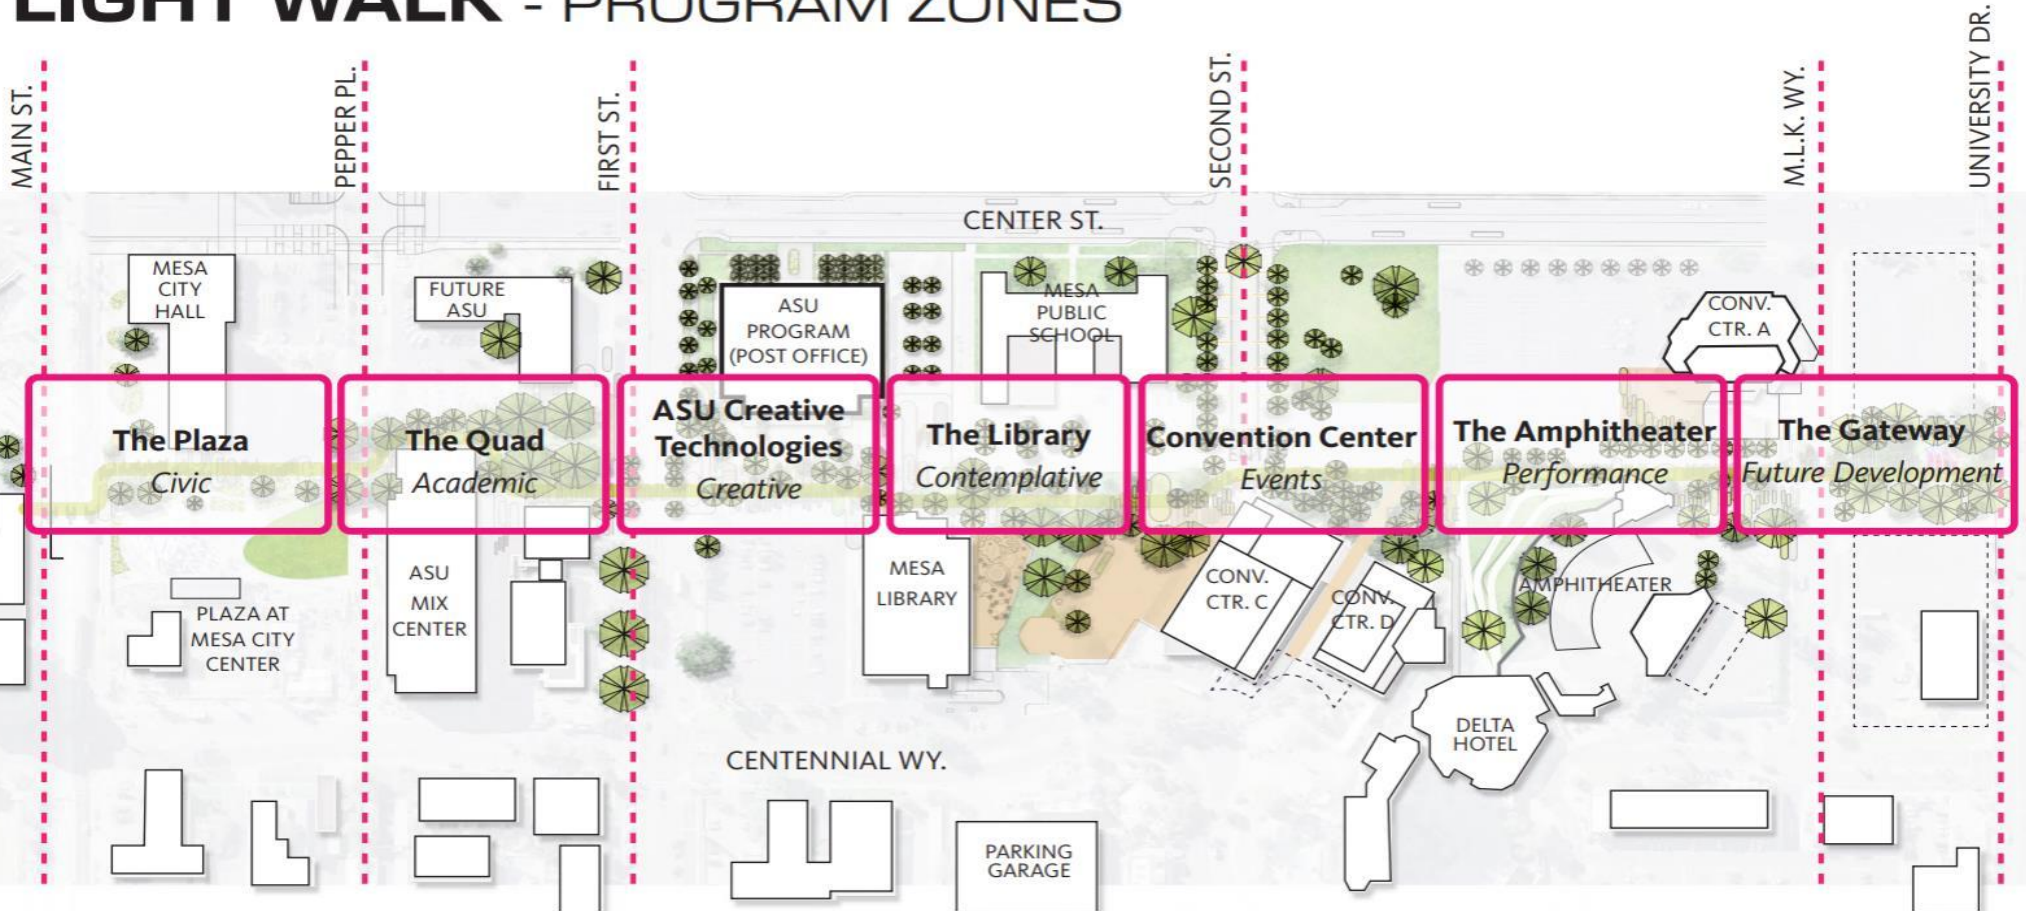 LIGHT WALK - PROGRAM ZONES
MAIN ST.
PEPPER PL.
FIRST ST.
SECOND ST.
M.L.K. WY.
UNIVERSITY DR.
CENTER ST.
MESA
CITY
HALL
FUTURE
ASU
ASU
PROGRAM
(POST OFFICE)
MESA
PUBLIC
SCHOOL
CONV.
CTR. A
The Plaza
Civic
The Quad
Academic
ASU Creative
Technologies
Creative
The Library
Contemplative
Convention Center
Events
The Amphitheater
Performance
The Gateway
Future Development
PLAZA AT
MESA CITY
CENTER
ASU
MIX
CENTER
MESA
LIBRARY
CONV.
CTR. C
CONV.
CTR. D
AMPHITHEATER
DELTA
HOTEL
CENTENNIAL WY.
PARKING
GARAGE